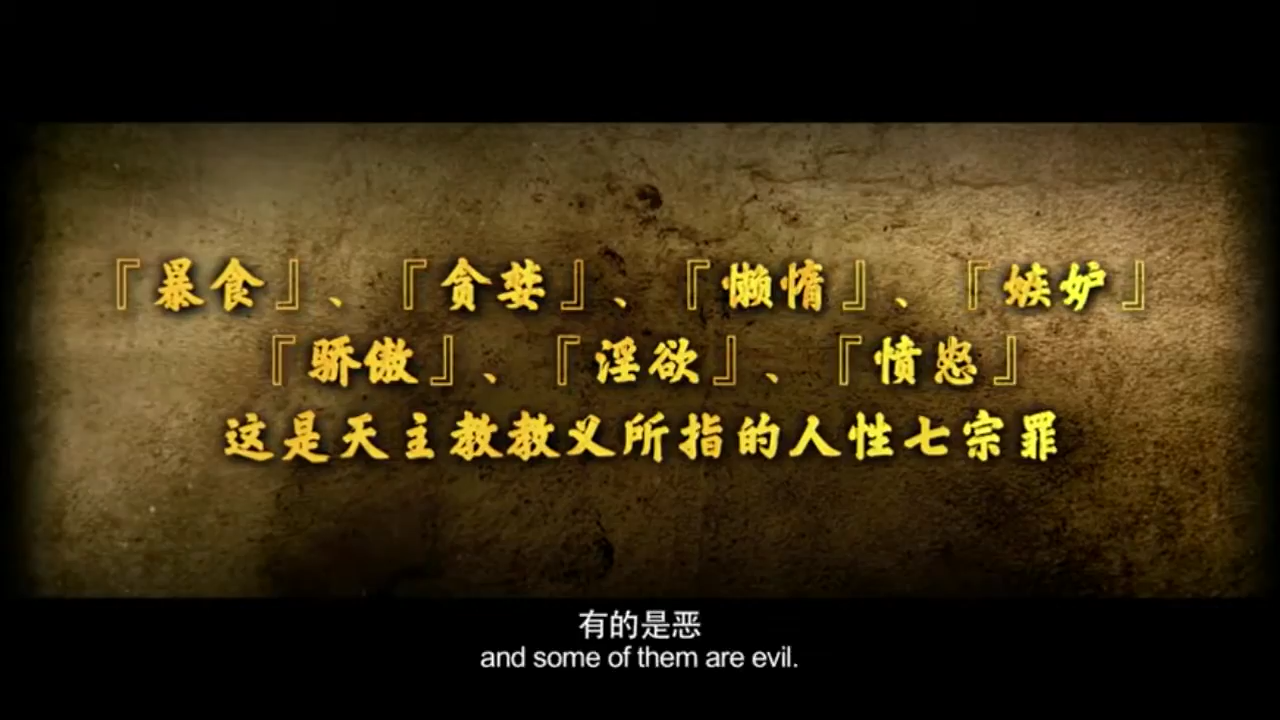 『暴食』、『贪婪』、『懒惰』、『嫉妒』
『骄傲』、『淫欲』、『愤怒』
这是天主教教义所指的人性七宗罪
有的是恶
and some of them are evil.